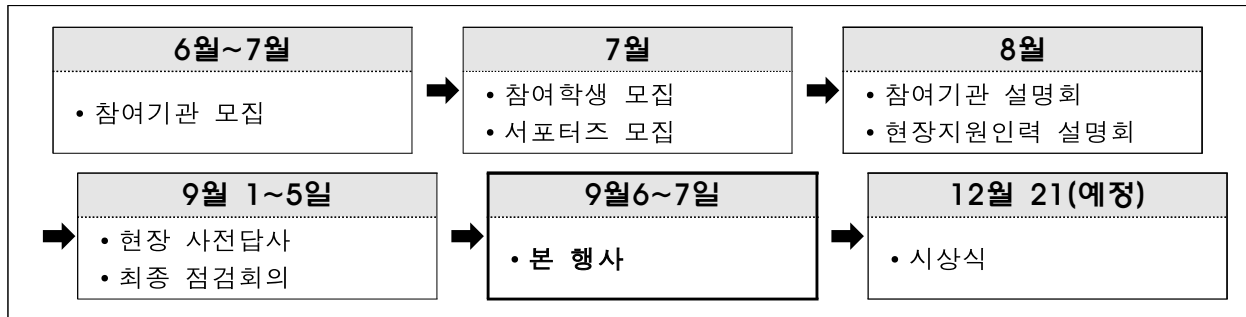 6월~7월
• 참여기관 모집
7월
• 참여학생 모집
• 서포터즈 모집
8월
• 참여기관 설명회
• 현장지원인력 설명회
9월 1~5일
• 현장 사전답사
• 최종 점검회의
9월6~7일
• 본 행사
12월 21(예정)
• 시상식